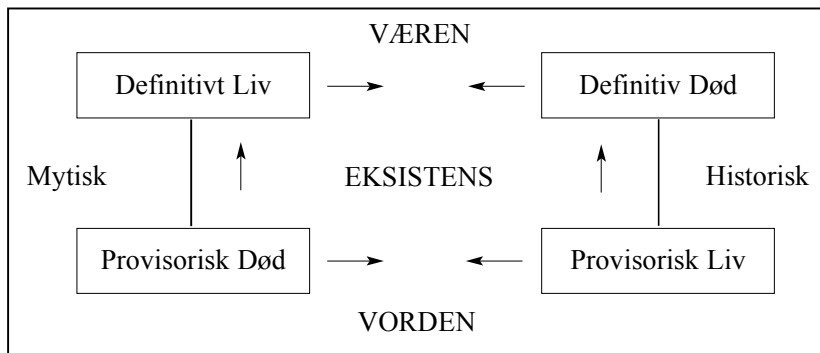 VÆREN
Definitivt Liv
Definitiv Død
Mytisk
EKSISTENS
Historisk
Provisorisk Død
Provisorisk Liv
VORDEN